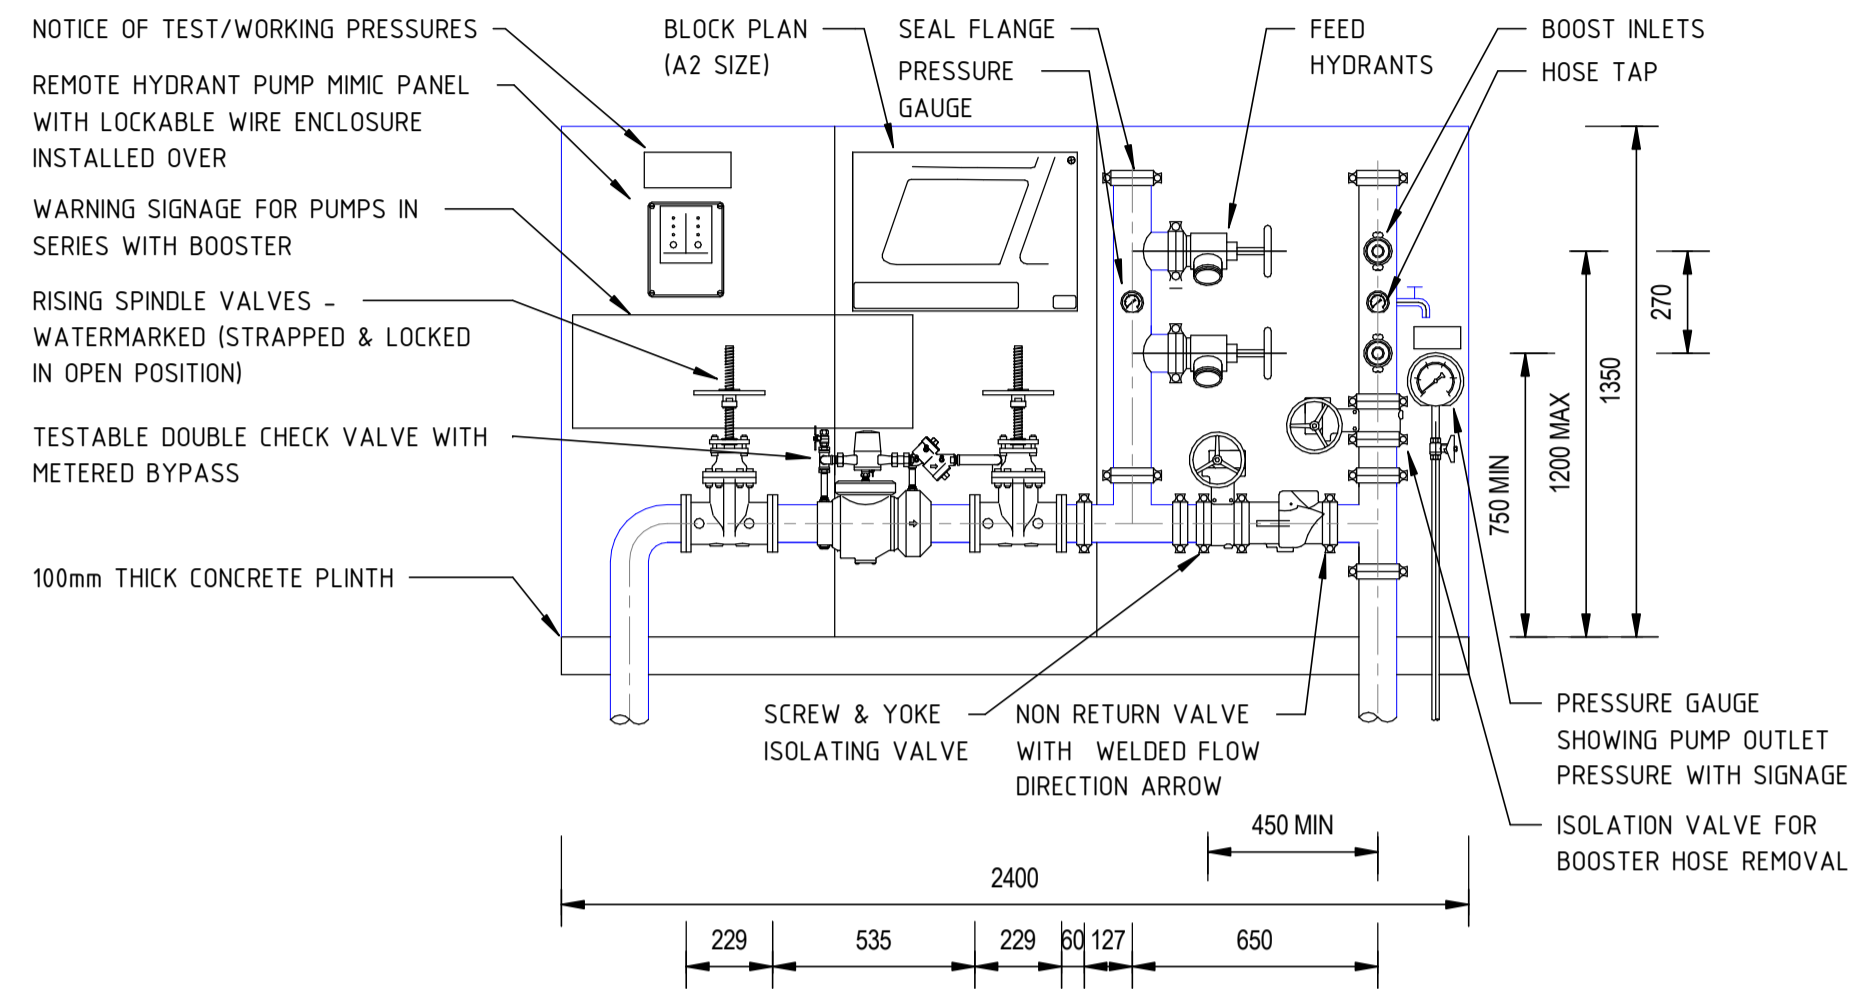 NOTICE OF TEST/WORKING PRESSURES
REMOTE HYDRANT PUMP MIMIC PANEL
WITH LOCKABLE WIRE ENCLOSURE
INSTALLED OVER
WARNING SIGNAGE FOR PUMPS IN
SERIES WITH BOOSTER
RISING SPINDLE VALVES -
WATERMARKED (STRAPPED & LOCKED
IN OPEN POSITION)
TESTABLE DOUBLE CHECK VALVE WITH
METERED BYPASS
100mm THICK CONCRETE PLINTH
BLOCK PLAN
(A2 SIZE)
SEAL FLANGE
PRESSURE
GAUGE
FEED
HYDRANTS
BOOST INLETS
HOSE TAP
270
1350
1200 MAX
750 MIN
SCREW & YOKE
ISOLATING VALVE
NON RETURN VALVE
WITH WELDED FLOW
DIRECTION ARROW
PRESSURE GAUGE
SHOWING PUMP OUTLET
PRESSURE WITH SIGNAGE
ISOLATION VALVE FOR
BOOSTER HOSE REMOVAL
450 MIN
2400
229
535
229
60
127
650